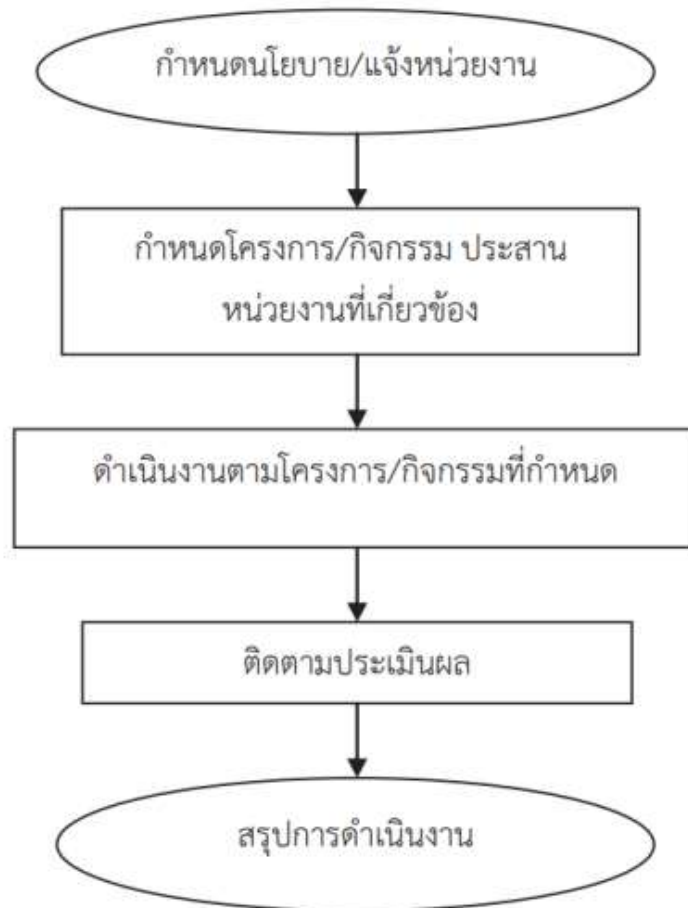 กำหนดนโยบาย/แจ้งหน่วยงาน
กำหนดโครงการ/กิจกรรม ประสาน
หน่วยงานที่เกี่ยวข้อง
ดำเนินงานตามโครงการ/กิจกรรมที่กำหนด
ติดตามประเมินผล
สรุปการดำเนินงาน